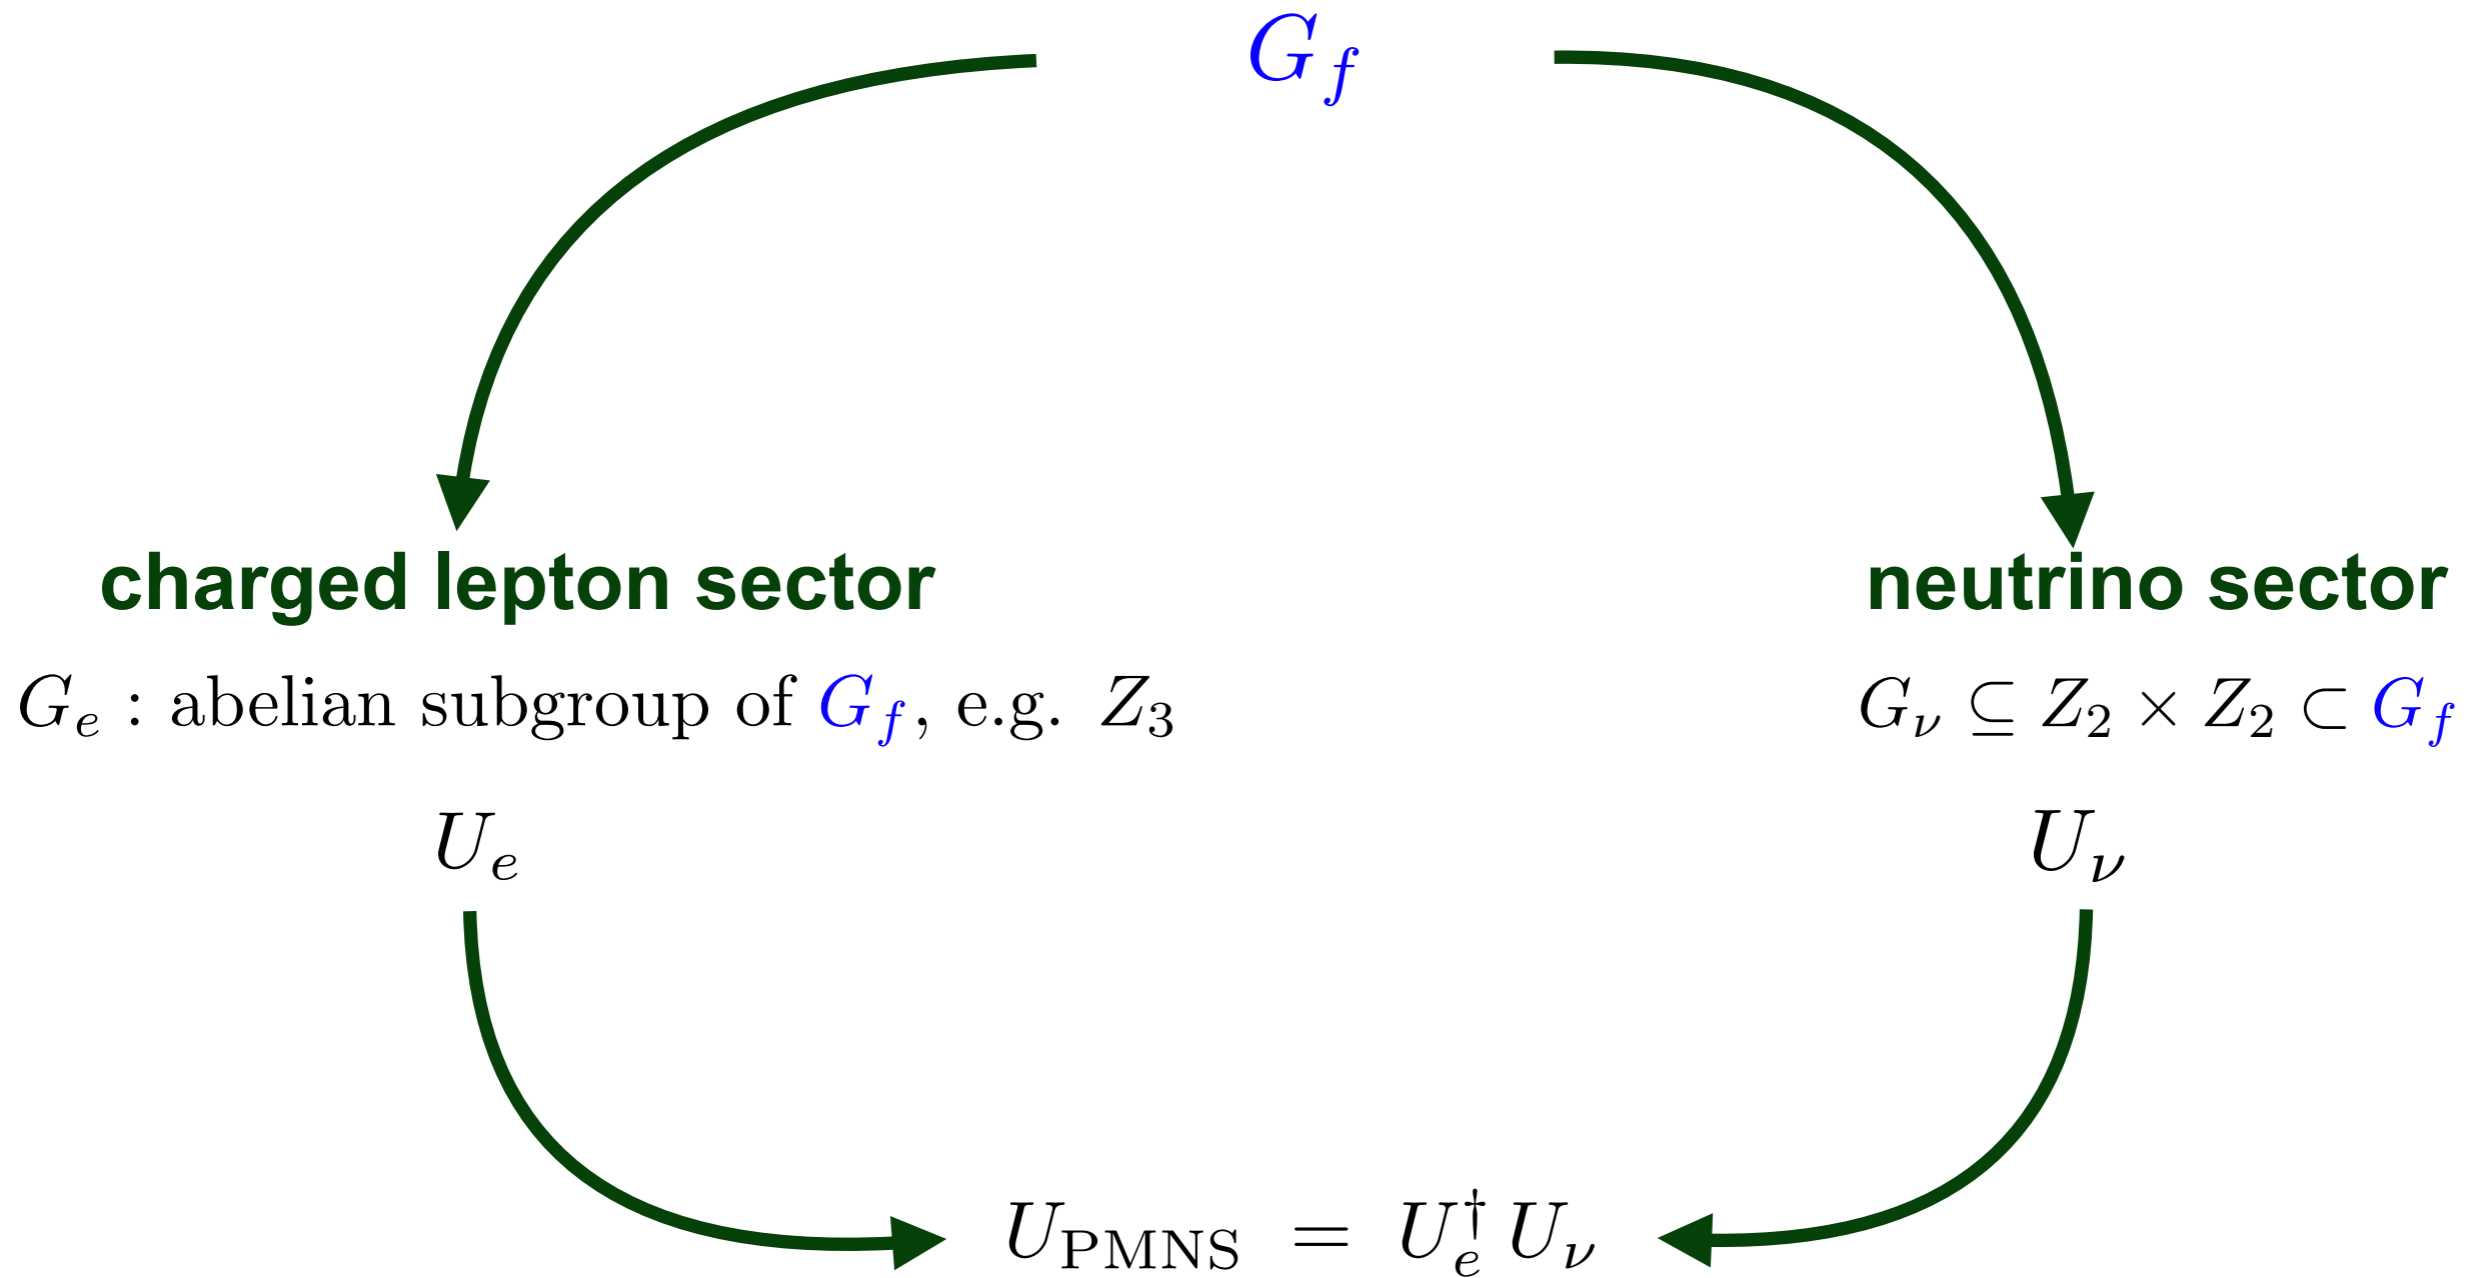 G_f
charged lepton sector
neutrino sector
G_e : abelian subgroup of G_f, e.g. Z_3
G_ν ⊆ Z_2 × Z_2 ⊂ G_f
U_e
U_ν
U_PMNS = U_e^† U_ν